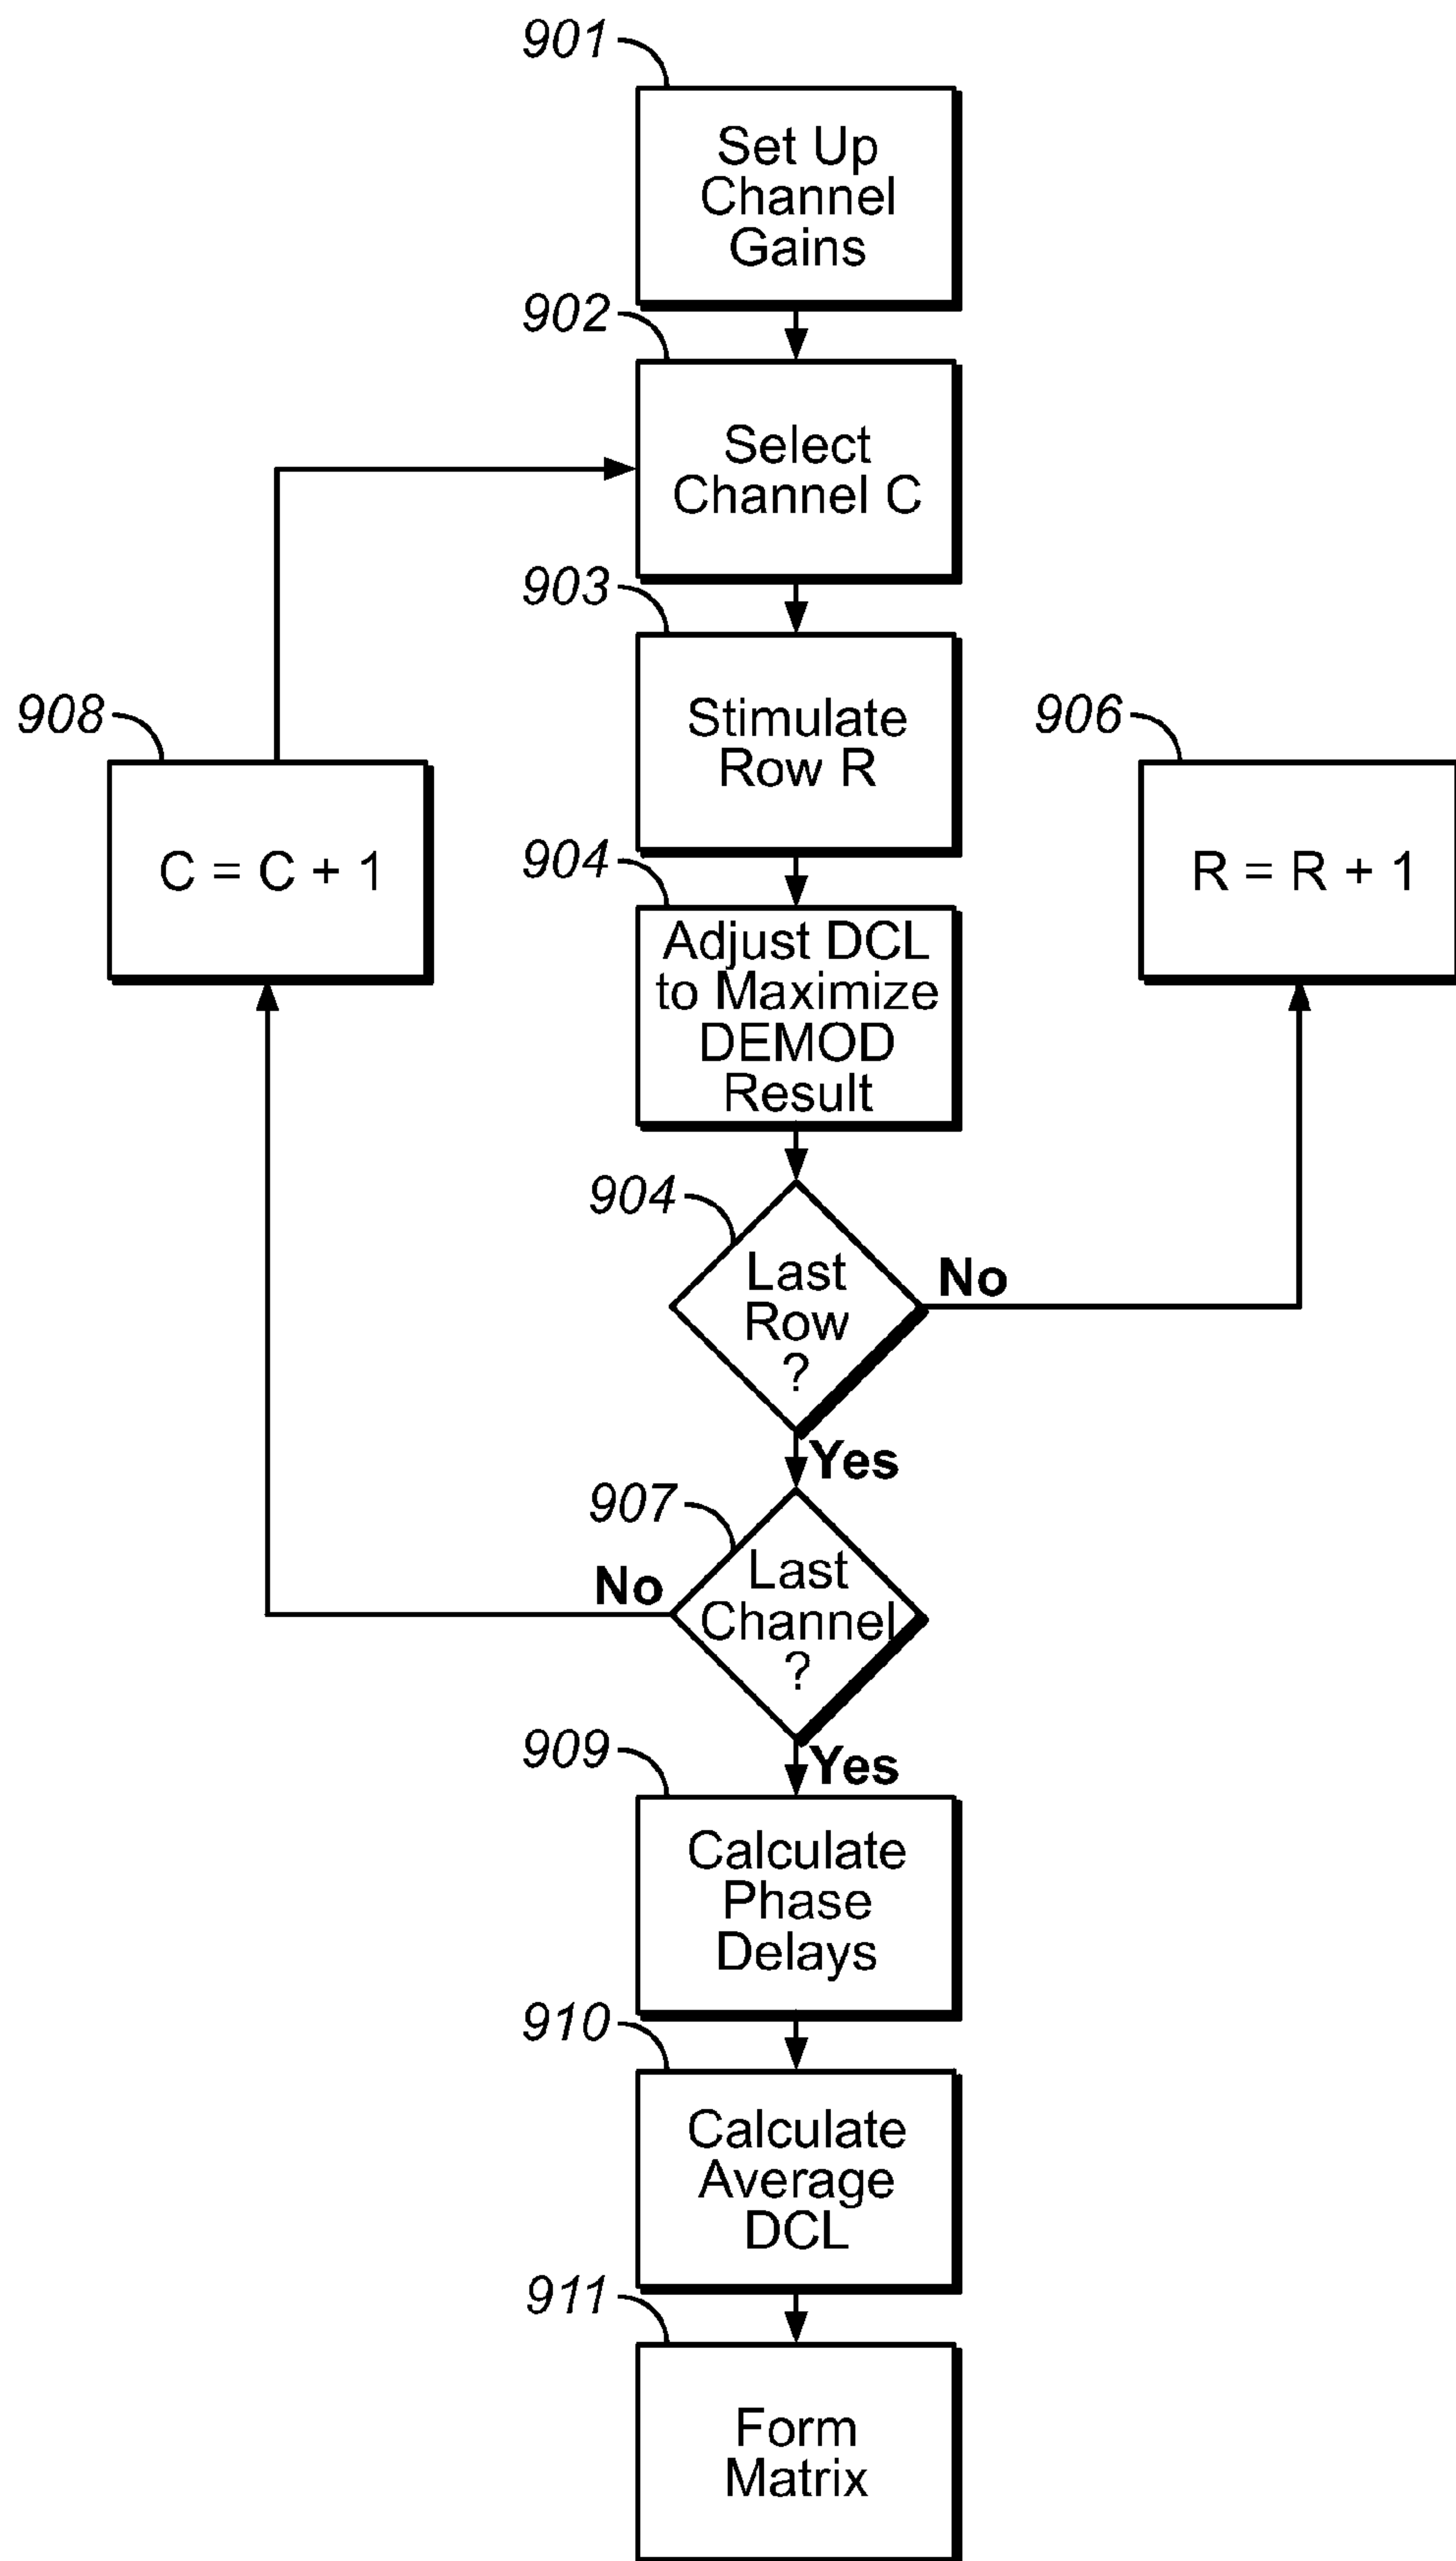 901
Set Up
Channel
Gains
902
Select
Channel C
903
Stimulate
Row R
908
C = C + 1
906
R = R + 1
904
Adjust DCL
to Maximize
DEMOD
Result
904
Last
Row
?
No
Yes
907
Last
Channel
?
No
Yes
909
Calculate
Phase
Delays
910
Calculate
Average
DCL
911
Form
Matrix